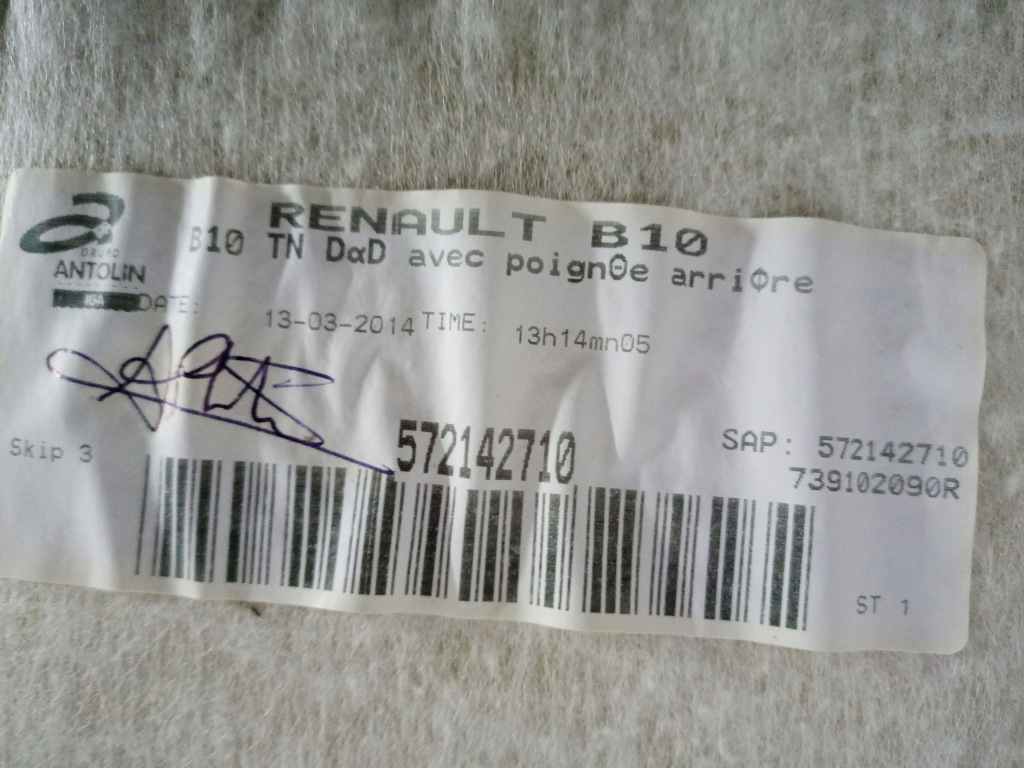 RENAULT B10
B10 TN DαD avec poignΘe arriΦre
GRUPO
ANTOLIN
DATE: 13-03-2014 TIME: 13h14mn05
Skip 3
572142710
SAP: 572142710
739102090R
ST 1